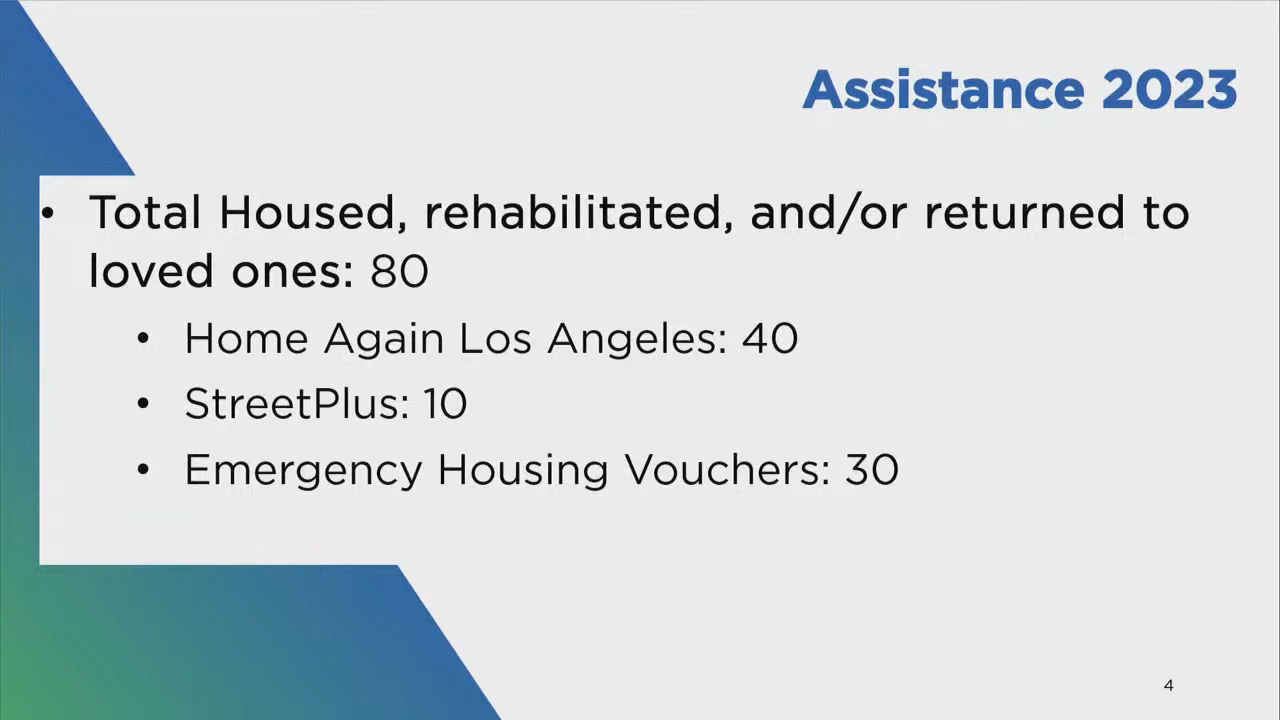 Assistance 2023
• Total Housed, rehabilitated, and/or returned to
loved ones: 80
• Home Again Los Angeles: 40
• StreetPlus: 10
• Emergency Housing Vouchers: 30
4